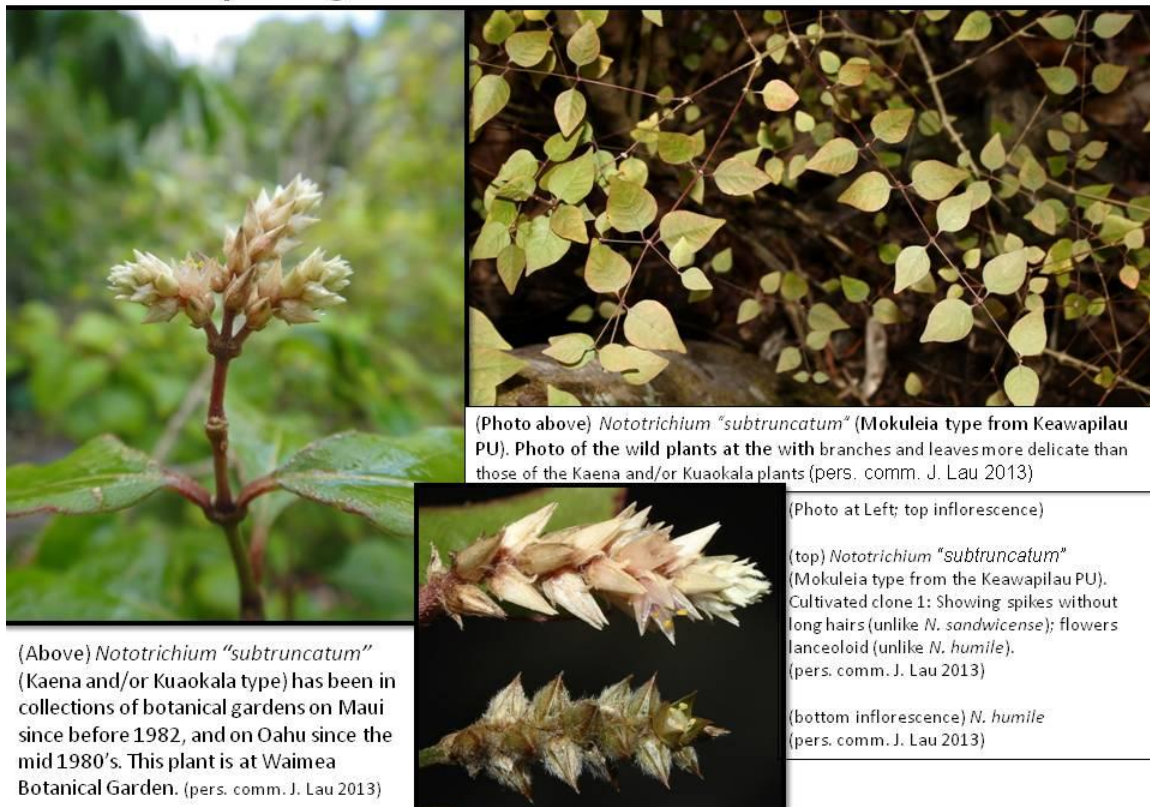 (Photo above) Nototrichium "subtruncatum" (Mokuleia type from Keawapilau
PU). Photo of the wild plants at the with branches and leaves more delicate than
those of the Kaena and/or Kuaokala plants (pers. comm. J. Lau 2013)
(Photo at Left; top inflorescence)
(top) Nototrichium "subtruncatum"
(Mokuleia type from the Keawapilau PU).
Cultivated clone 1: Showing spikes without
long hairs (unlike N. sandwicense); flowers
lanceoloid (unlike N. humile).
(pers. comm. J. Lau 2013)
(bottom inflorescence) N. humile
(pers. comm. J. Lau 2013)
(Above) Nototrichium "subtruncatum"
(Kaena and/or Kuaokala type) has been in
collections of botanical gardens on Maui
since before 1982, and on Oahu since the
mid 1980's. This plant is at Waimea
Botanical Garden. (pers. comm. J. Lau 2013)